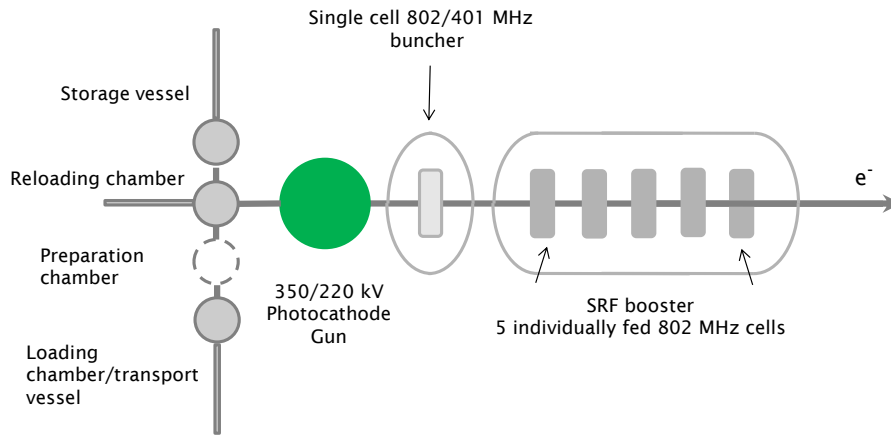 Single cell 802/401 MHz
buncher
Storage vessel
Reloading chamber
e-
Preparation
chamber
350/220 kV
Photocathode
Gun
SRF booster
5 individually fed 802 MHz cells
Loading
chamber/transport
vessel